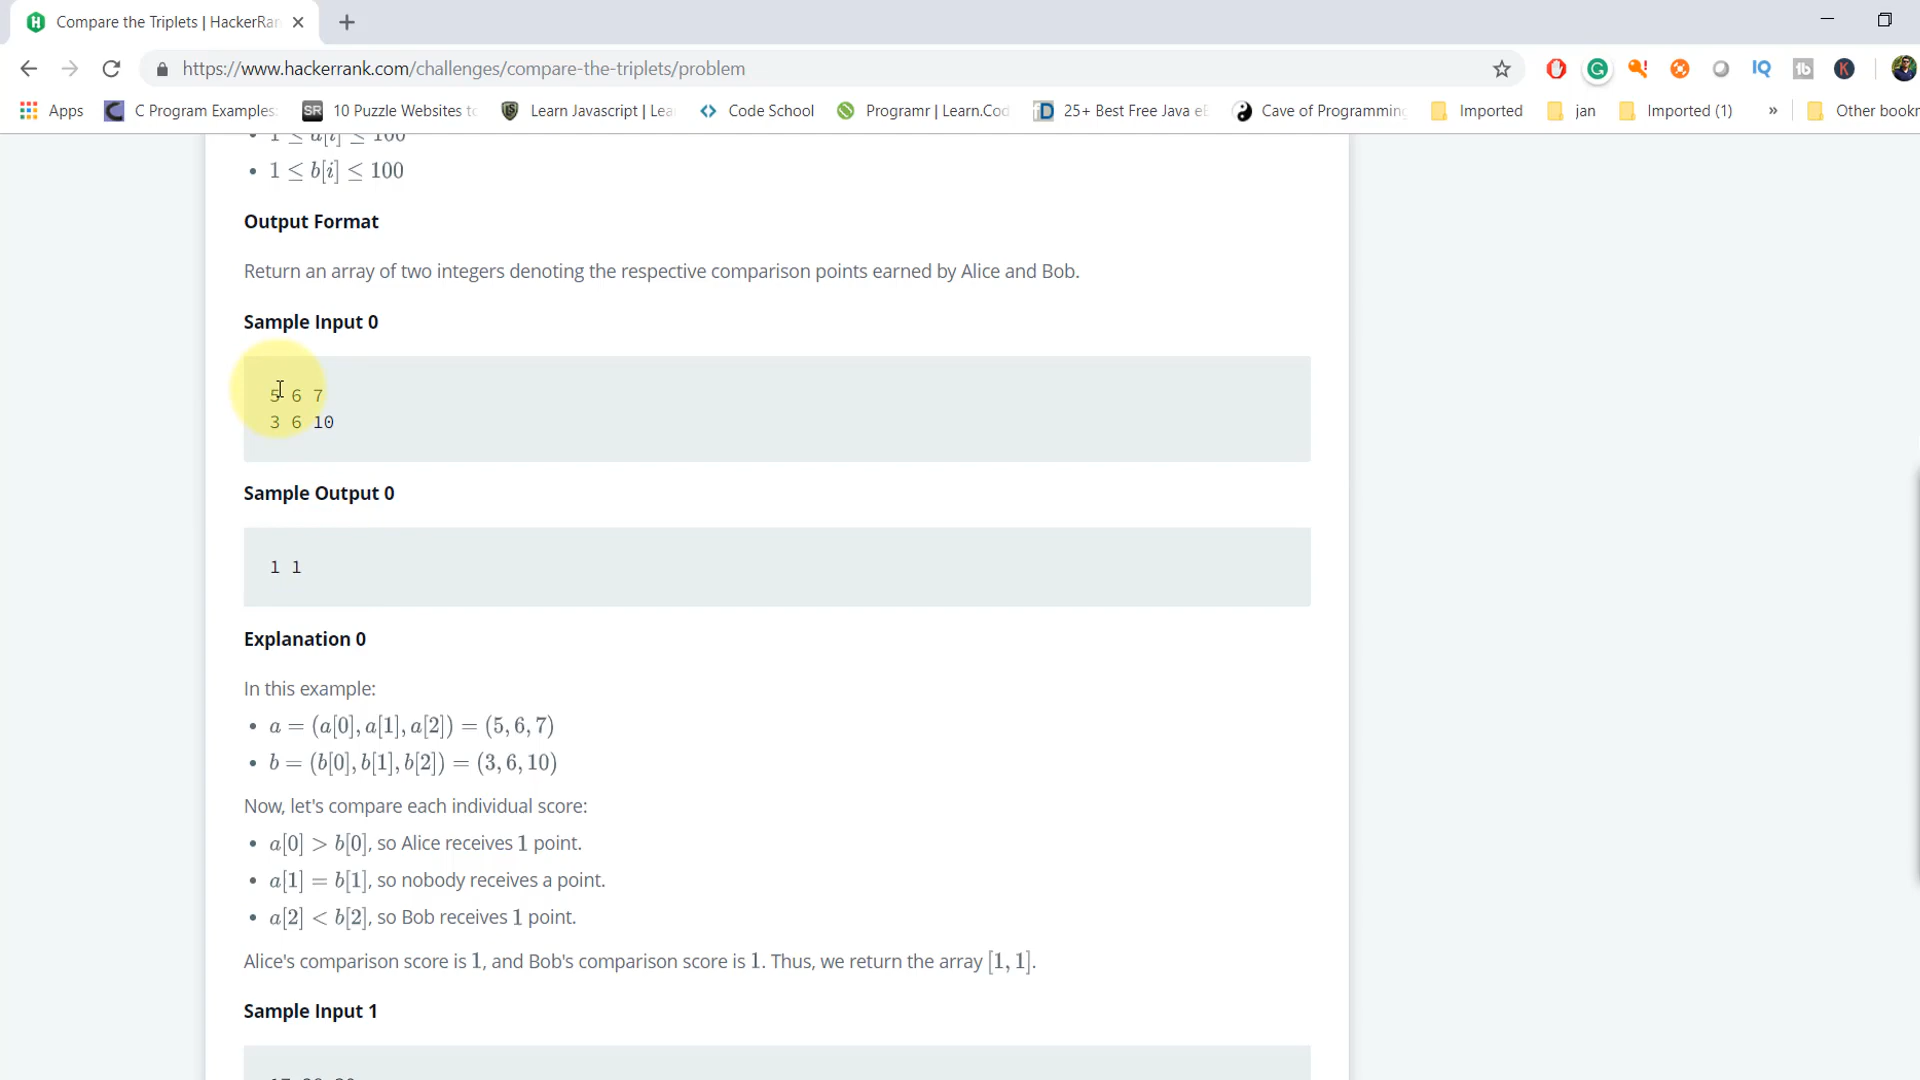 Compare the Triplets | HackerRan
https://www.hackerrank.com/challenges/compare-the-triplets/problem
Apps C Program Examples: SR 10 Puzzle Websites to Learn Javascript | Lea Code School Programr | Learn.Cod 25+ Best Free Java eB Cave of Programming Imported jan Imported (1) » Other bookr
• 1 ≤ a[i] ≤ 100
• 1 ≤ b[i] ≤ 100
Output Format
Return an array of two integers denoting the respective comparison points earned by Alice and Bob.
Sample Input 0
5 6 7
3 6 10
Sample Output 0
1 1
Explanation 0
In this example:
• a = (a[0], a[1], a[2]) = (5, 6, 7)
• b = (b[0], b[1], b[2]) = (3, 6, 10)
Now, let's compare each individual score:
• a[0] > b[0], so Alice receives 1 point.
• a[1] = b[1], so nobody receives a point.
• a[2] < b[2], so Bob receives 1 point.
Alice's comparison score is 1, and Bob's comparison score is 1. Thus, we return the array [1, 1].
Sample Input 1